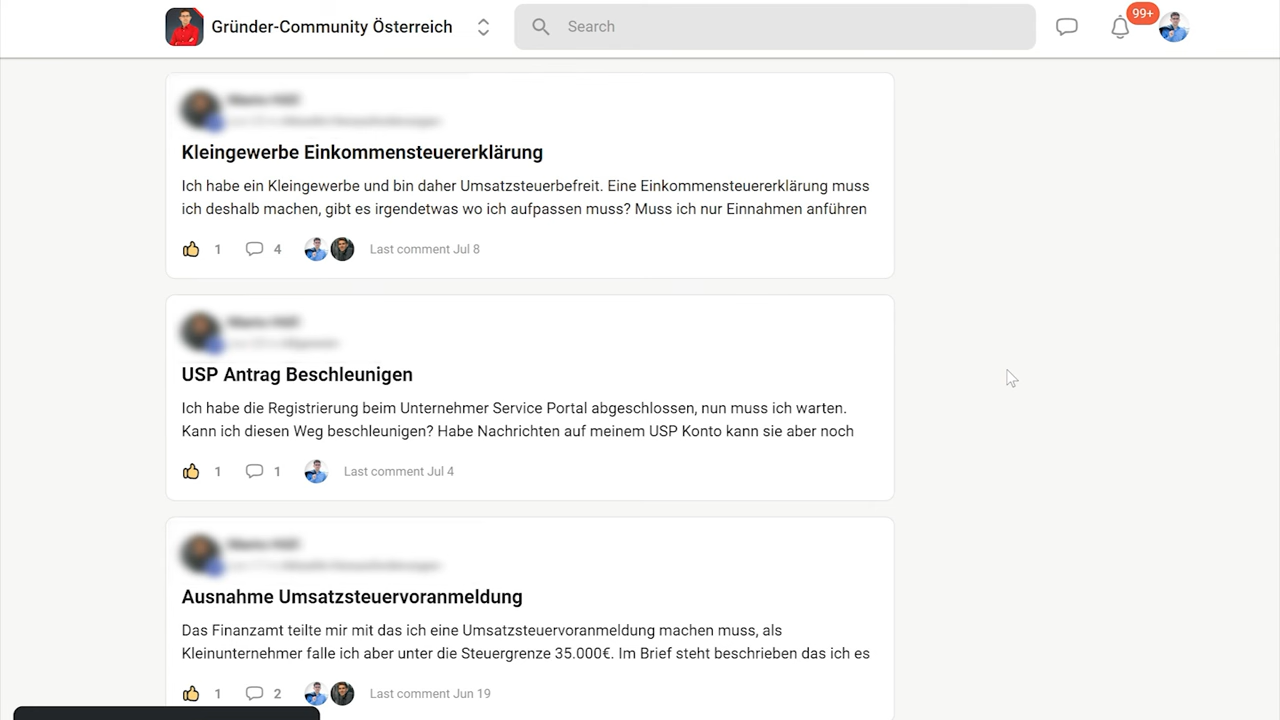 Gründer-Community Österreich
Search
99+
Kleingewerbe Einkommensteuererklärung
Ich habe ein Kleingewerbe und bin daher Umsatzsteuerbefreit. Eine Einkommensteuererklärung muss
ich deshalb machen, gibt es irgendetwas wo ich aufpassen muss? Muss ich nur Einnahmen anführen
1 4 Last comment Jul 8
USP Antrag Beschleunigen
Ich habe die Registrierung beim Unternehmer Service Portal abgeschlossen, nun muss ich warten.
Kann ich diesen Weg beschleunigen? Habe Nachrichten auf meinem USP Konto kann sie aber noch
1 1 Last comment Jul 4
Ausnahme Umsatzsteuervoranmeldung
Das Finanzamt teilte mir mit das ich eine Umsatzsteuervoranmeldung machen muss, als
Kleinunternehmer falle ich aber unter die Steuergrenze 35.000€. Im Brief steht beschrieben das ich es
1 2 Last comment Jun 19